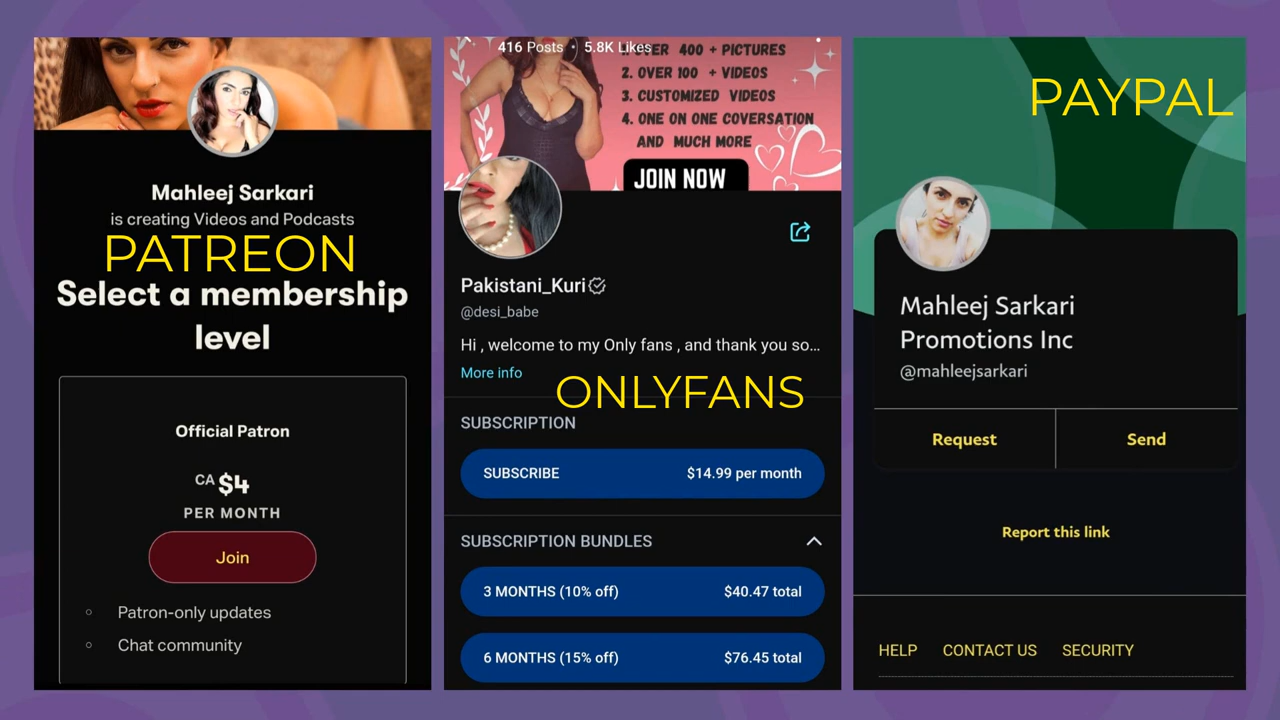 Mahleej Sarkari
is creating Videos and Podcasts
PATREON
Select a membership
level
Official Patron
CA $4
PER MONTH
Join
Patron-only updates
Chat community
416 Posts • 5.8K Likes
1. OVER 400 + PICTURES
2. OVER 100 + VIDEOS
3. CUSTOMIZED VIDEOS
4. ONE ON ONE COVERSATION
AND MUCH MORE
JOIN NOW
Pakistani_Kuri
@desi_babe
Hi , welcome to my Only fans , and thank you so...
More info
ONLYFANS
SUBSCRIPTION
SUBSCRIBE $14.99 per month
SUBSCRIPTION BUNDLES
3 MONTHS (10% off) $40.47 total
6 MONTHS (15% off) $76.45 total
PAYPAL
Mahleej Sarkari
Promotions Inc
@mahleejsarkari
Request Send
Report this link
HELP CONTACT US SECURITY